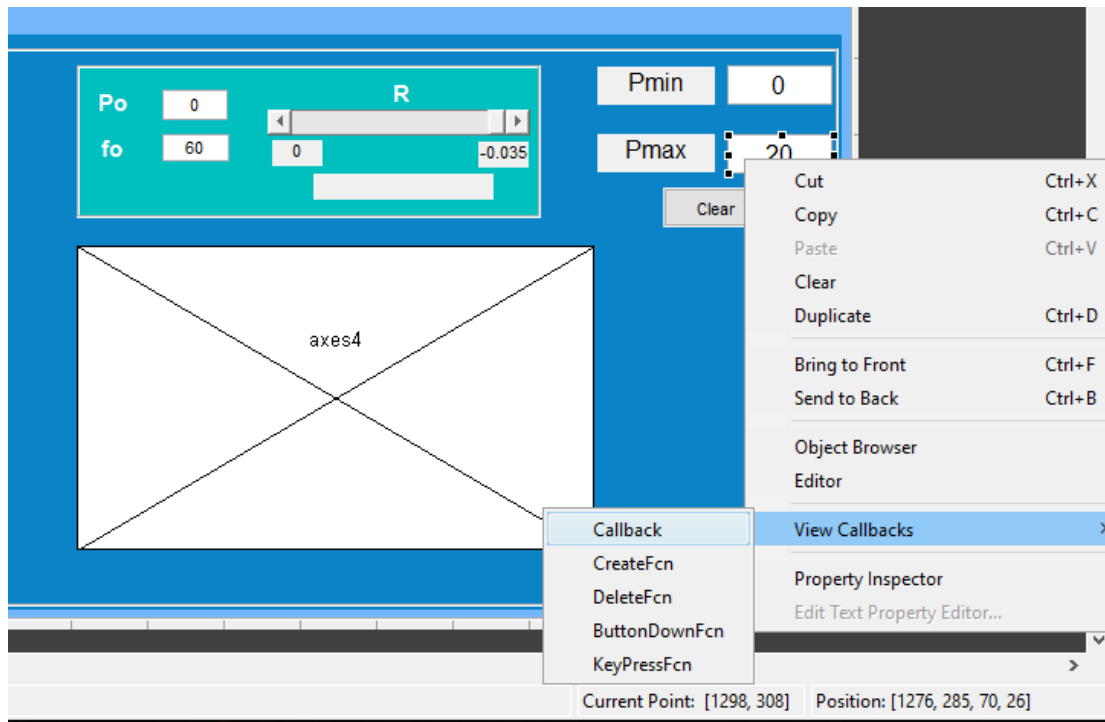 Po
0
fo
60
R
0
-0.035
Pmin
0
Pmax
20
Clear
axes4
Cut Ctrl+X
Copy Ctrl+C
Paste Ctrl+V
Clear
Duplicate Ctrl+D
Bring to Front Ctrl+F
Send to Back Ctrl+B
Object Browser
Editor
View Callbacks
Property Inspector
Edit Text Property Editor...
Callback
CreateFcn
DeleteFcn
ButtonDownFcn
KeyPressFcn
Current Point: [1298, 308] Position: [1276, 285, 70, 26]